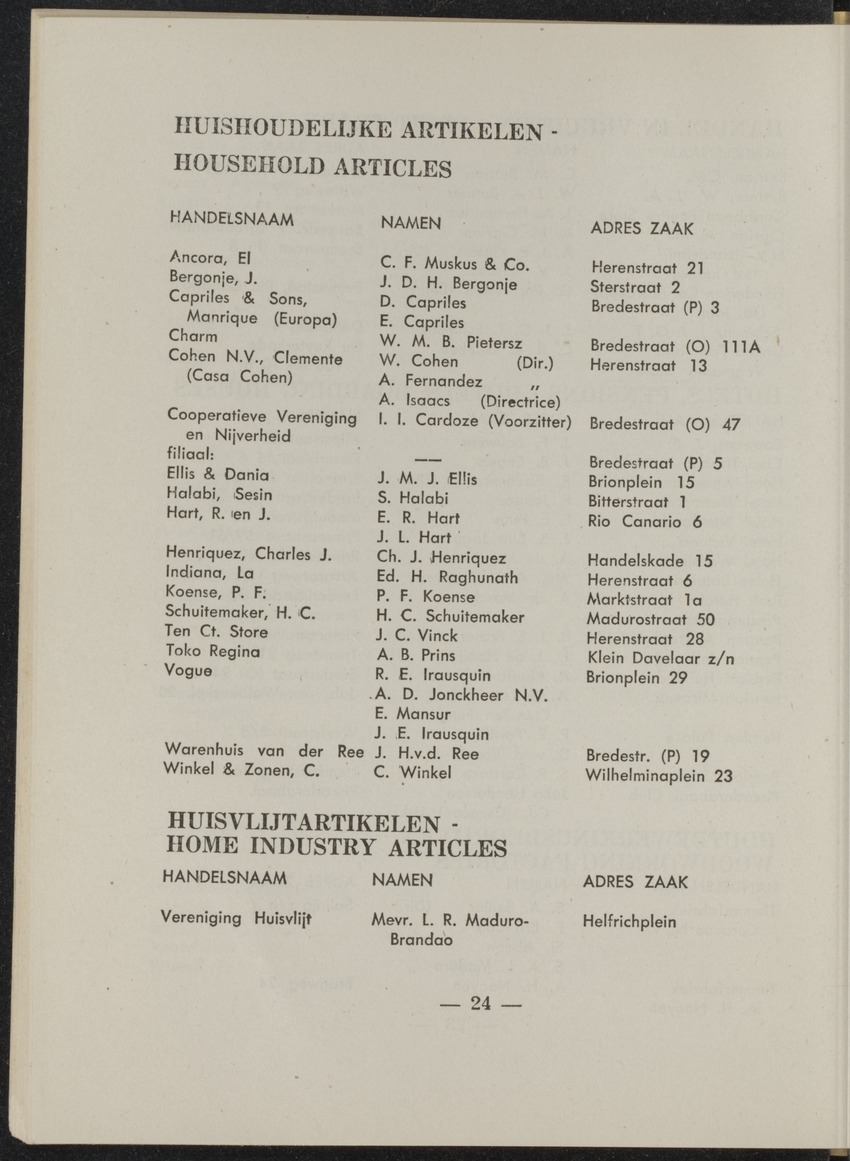 HUISHOUDELIJKE ARTIKELEN -
HOUSEHOLD ARTICLES
HANDELSNAAM NAMEN ADRES ZAAK
Ancora, El C. F. Muskus & Co. Herenstraat 21
Bergonje, J. J. D. H. Bergonje Sterstraat 2
Capriles & Sons, D. Capriles Bredestraat (P) 3
Manrique (Europa) E. Capriles
Charm W. M. B. Pietersz Bredestraat (O) 111A
Cohen N.V., Clemente W. Cohen (Dir.) Herenstraat 13
(Casa Cohen) A. Fernandez „
A. Isaacs (Directrice)
Cooperatieve Vereniging I. I. Cardoze (Voorzitter) Bredestraat (O) 47
en Nijverheid
filiaal: — Bredestraat (P) 5
Ellis & Dania J. M. J. Ellis Brionplein 15
Halabi, Sesin S. Halabi Bitterstraat 1
Hart, R. en J. E. R. Hart Rio Canario 6
J. L. Hart
Henriquez, Charles J. Ch. J. Henriquez Handelskade 15
Indiana, La Ed. H. Raghunath Herenstraat 6
Koense, P. F. P. F. Koense Marktstraat 1a
Schuitemaker, H. C. H. C. Schuitemaker Madurostraat 50
Ten Ct. Store J. C. Vinck Herenstraat 28
Toko Regina A. B. Prins Klein Davelaar z/n
Vogue R. E. Irausquin Brionplein 29
A. D. Jonckheer N.V.
E. Mansur
J. E. Irausquin
Warenhuis van der Ree J. H.v.d. Ree Bredestr. (P) 19
Winkel & Zonen, C. C. Winkel Wilhelminaplein 23
HUISVLIJTARTIKELEN -
HOME INDUSTRY ARTICLES
HANDELSNAAM NAMEN ADRES ZAAK
Vereniging Huisvlijt Mevr. L. R. Maduro- Helfrichplein
Brandao
— 24 —